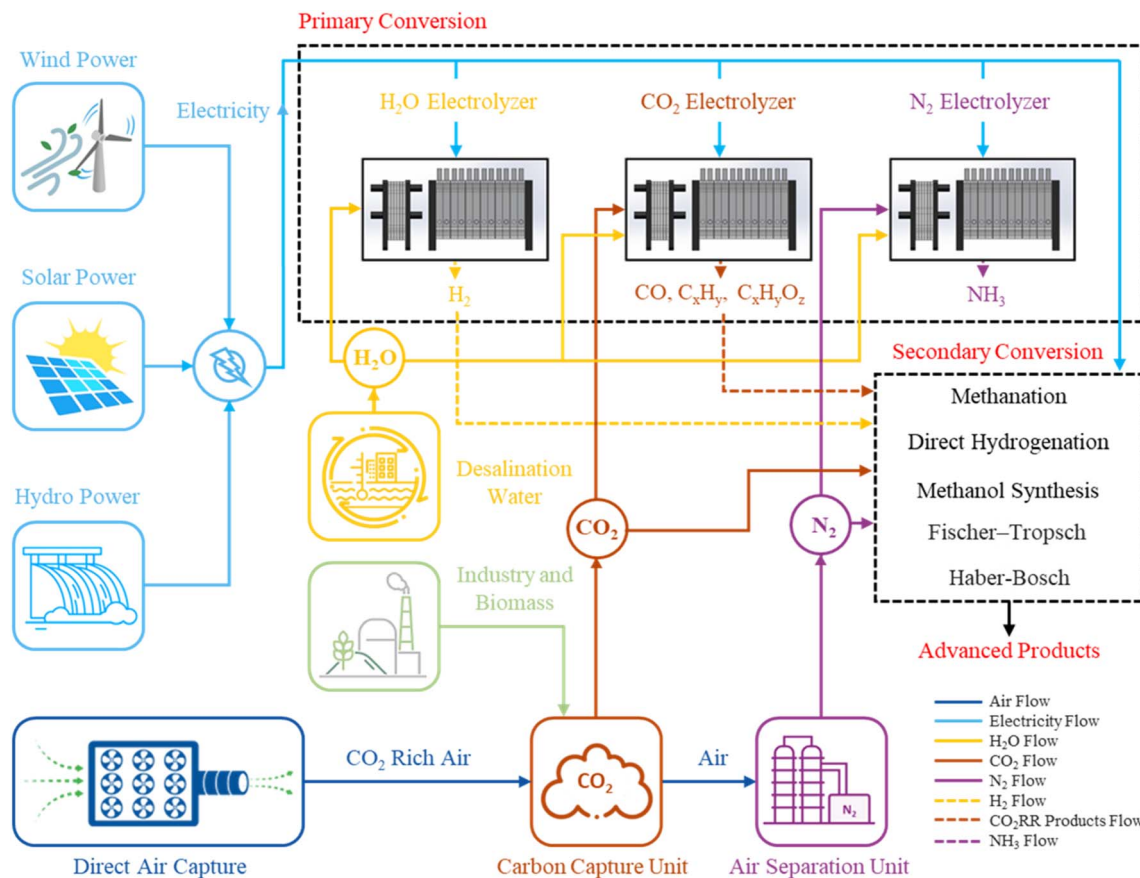 Primary Conversion
Wind Power
Electricity
H₂O Electrolyzer
CO₂ Electrolyzer
N₂ Electrolyzer
Solar Power
H₂
CO, CₓHᵧ, CₓHᵧO_z
NH₃
H₂O
Secondary Conversion
Methanation
Direct Hydrogenation
Methanol Synthesis
Fischer–Tropsch
Haber-Bosch
Desalination
Water
Hydro Power
CO₂
N₂
Industry and
Biomass
Advanced Products
Air Flow
Electricity Flow
H₂O Flow
CO₂ Flow
N₂ Flow
H₂ Flow
CO₂RR Products Flow
NH₃ Flow
CO₂ Rich Air
CO₂
Air
N₂
Direct Air Capture
Carbon Capture Unit
Air Separation Unit